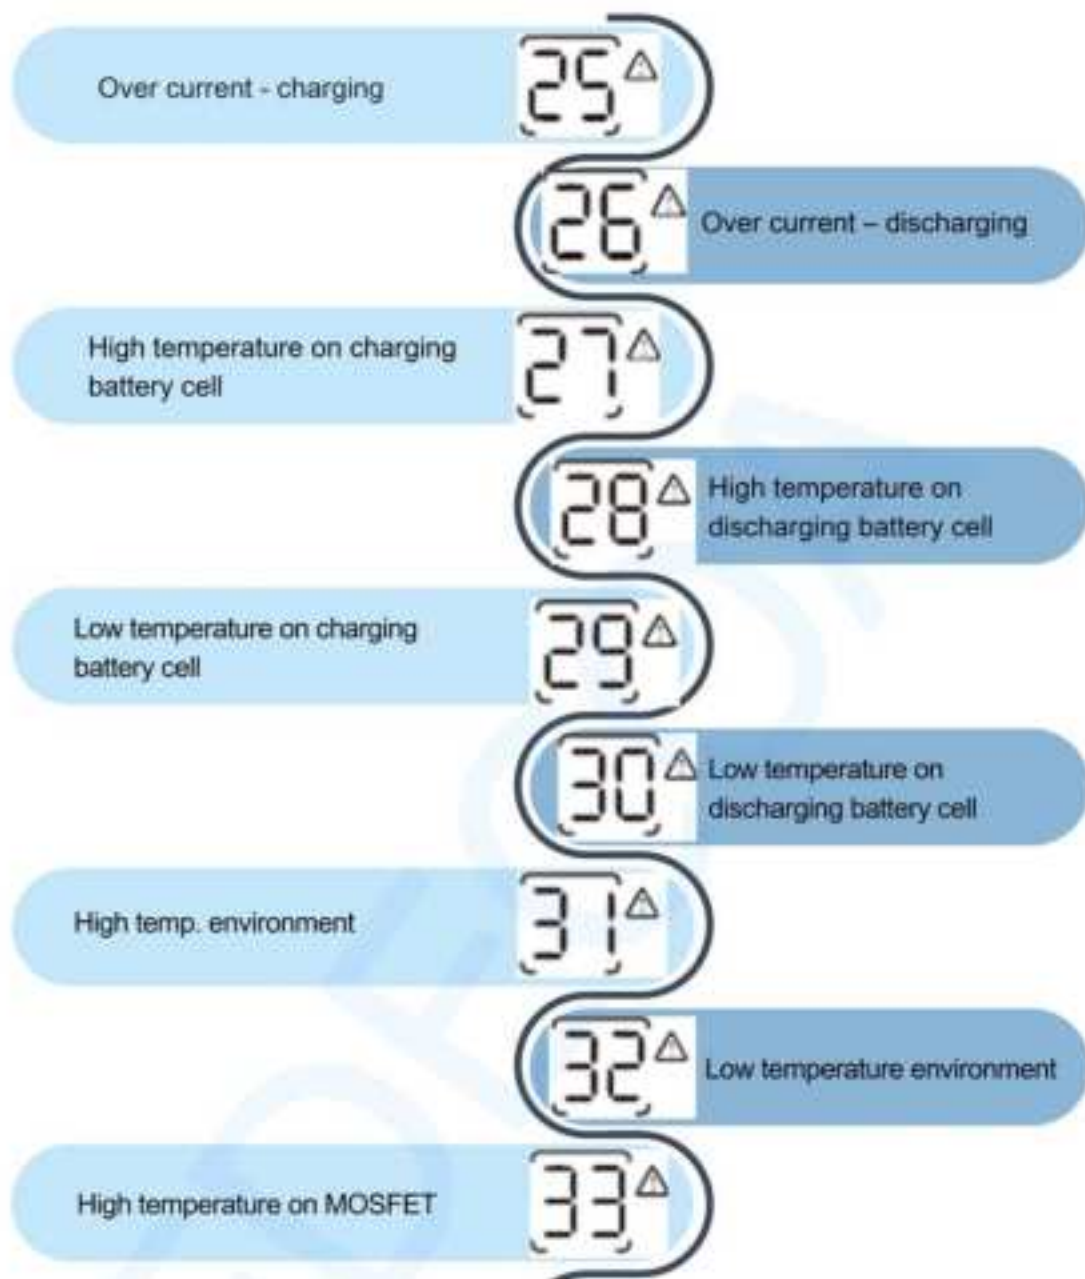 Over current - charging
25
26
Over current – discharging
High temperature on charging
battery cell
27
28
High temperature on
discharging battery cell
Low temperature on charging
battery cell
29
30
Low temperature on
discharging battery cell
High temp. environment
31
32
Low temperature environment
High temperature on MOSFET
33